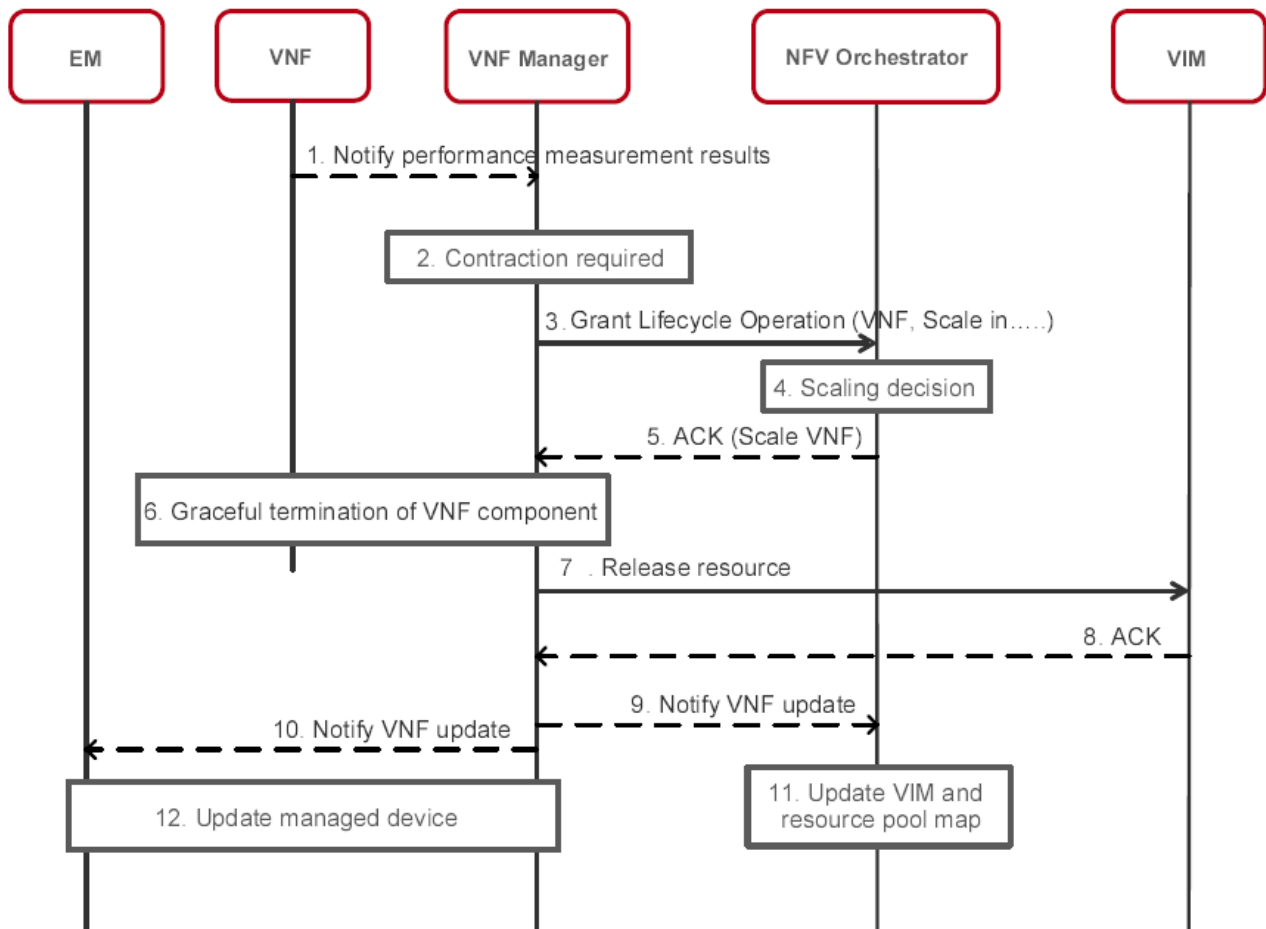 EM
VNF
VNF Manager
NFV Orchestrator
VIM
1. Notify performance measurement results
2. Contraction required
3. Grant Lifecycle Operation (VNF, Scale in.....)
4. Scaling decision
5. ACK (Scale VNF)
6. Graceful termination of VNF component
7 . Release resource
8. ACK
9. Notify VNF update
10. Notify VNF update
11. Update VIM and
resource pool map
12. Update managed device